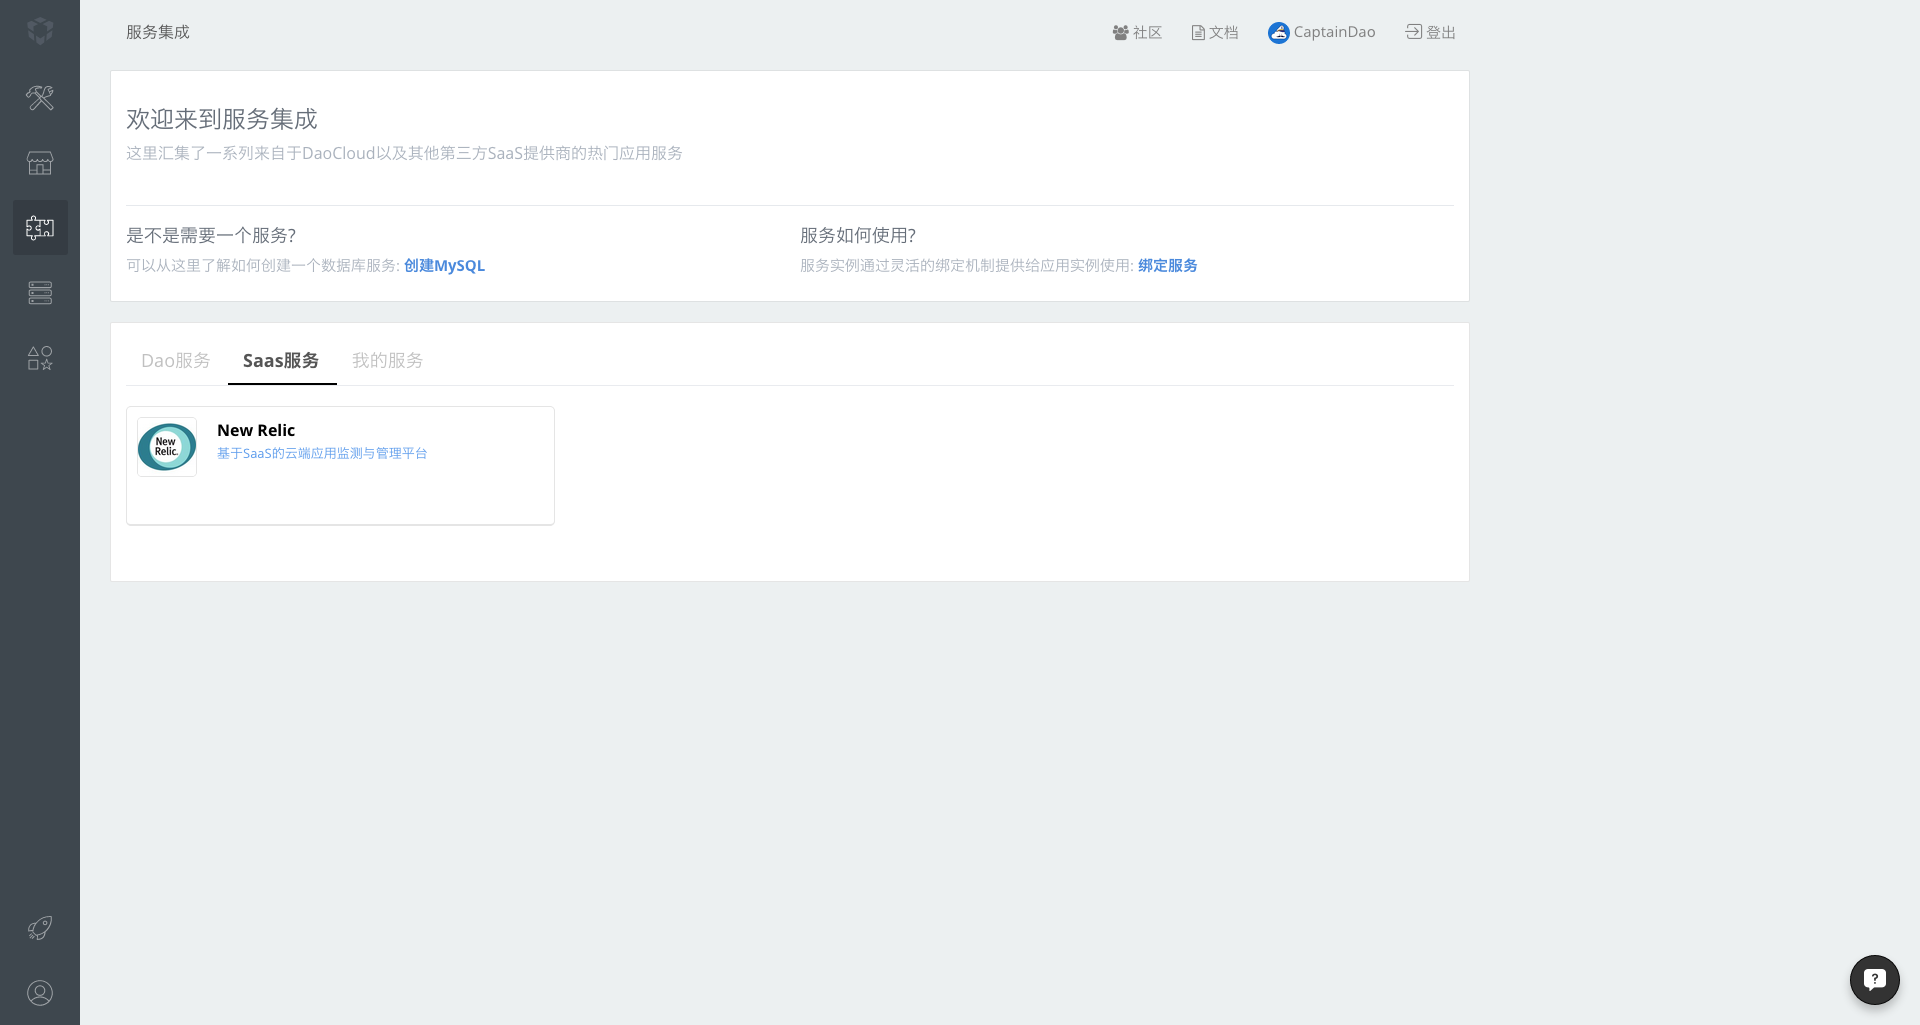 服务集成
社区
文档
CaptainDao
登出
欢迎来到服务集成
这里汇集了一系列来自于DaoCloud以及其他第三方SaaS提供商的热门应用服务
是不是需要一个服务?
可以从这里了解如何创建一个数据库服务: 创建MySQL
服务如何使用?
服务实例通过灵活的绑定机制提供给应用实例使用: 绑定服务
Dao服务
Saas服务
我的服务
New
Relic.
New Relic
基于SaaS的云端应用监测与管理平台
?